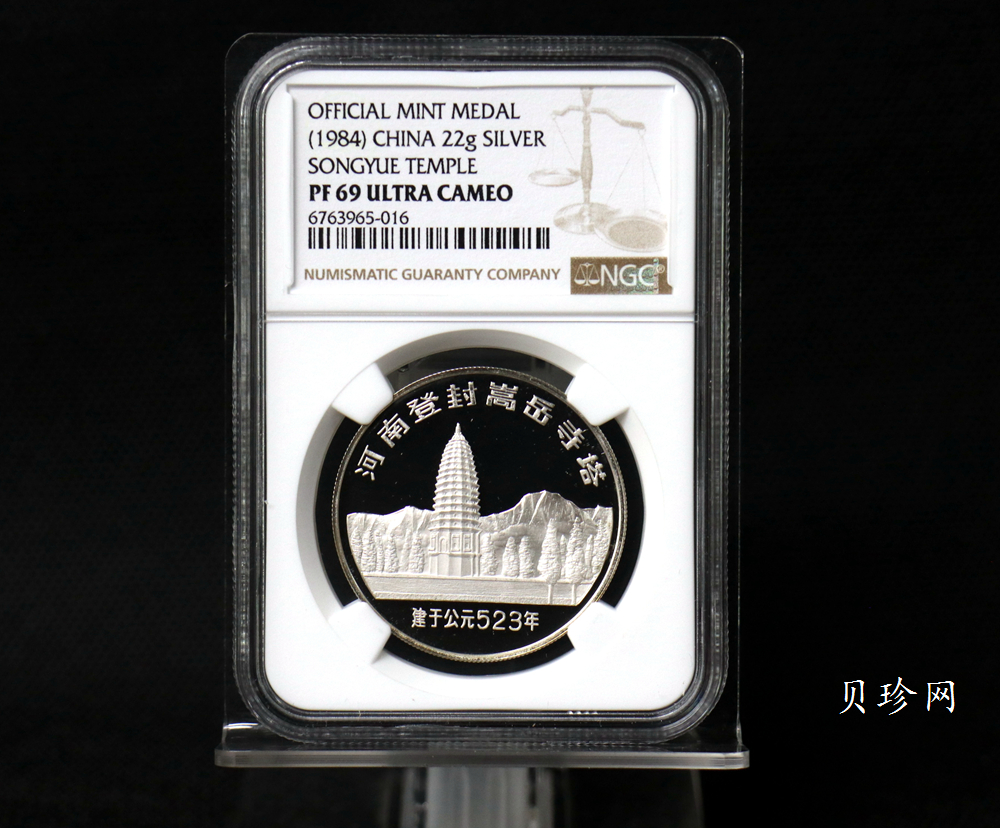 OFFICIAL MINT MEDAL
(1984) CHINA 22g SILVER
SONGYUE TEMPLE
PF 69 ULTRA CAMEO
6763965-016
NUMISMATIC GUARANTY COMPANY
NGC®
河南登封嵩岳寺塔
建于公元523年
贝珍网